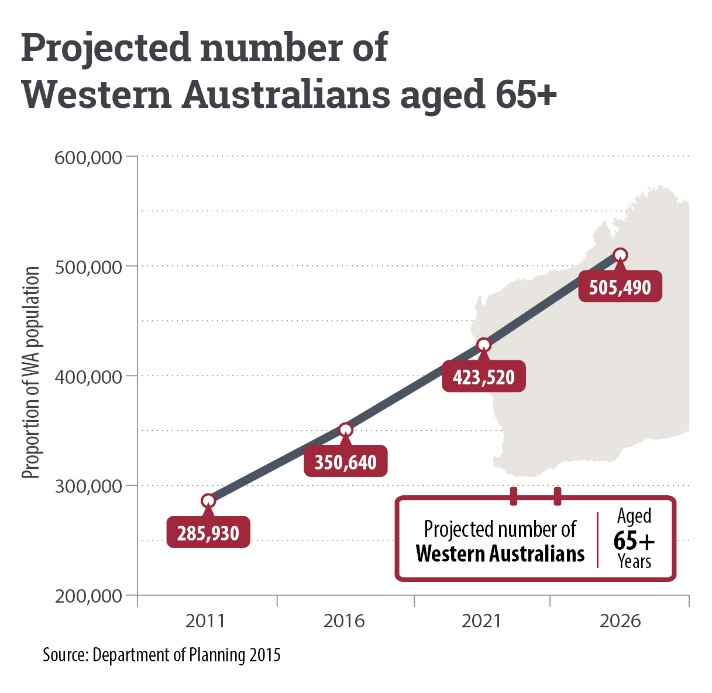 Projected number of
Western Australians aged 65+
600,000
500,000
400,000
300,000
200,000
Proportion of WA population
505,490
423,520
350,640
285,930
Projected number of
Western Australians
Aged
65+
Years
2011
2016
2021
2026
Source: Department of Planning 2015